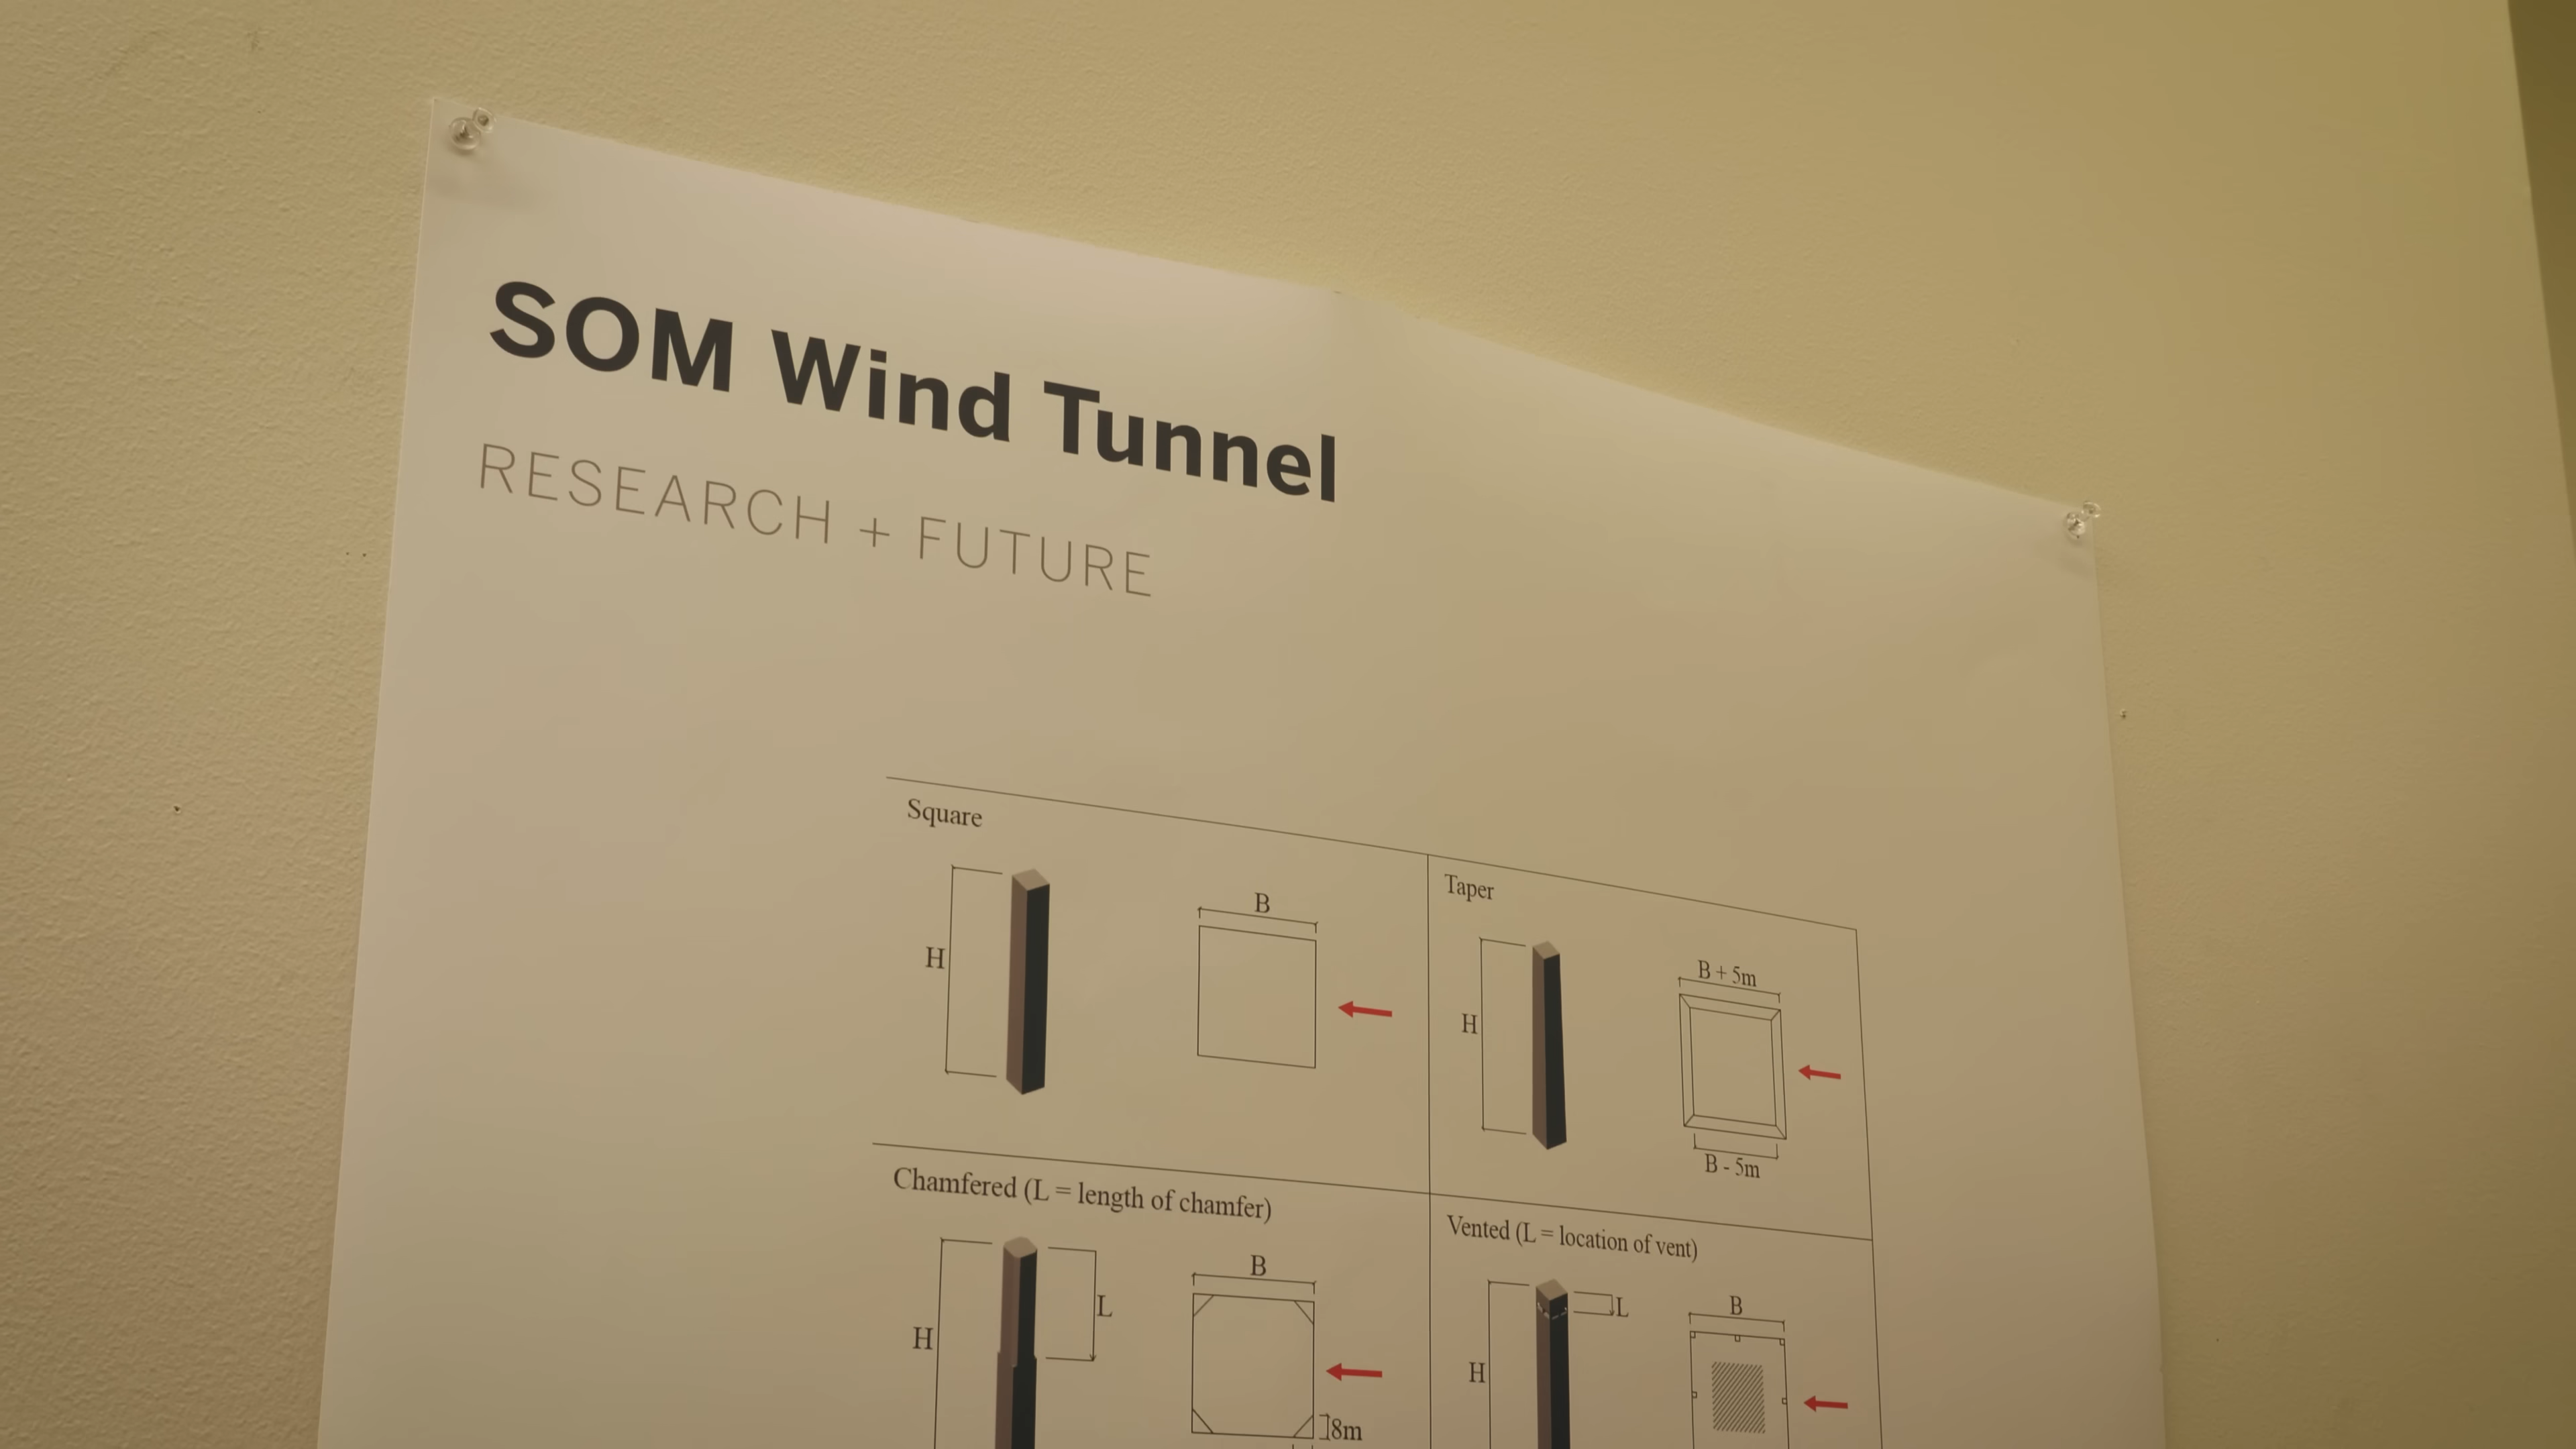 SOM Wind Tunnel
RESEARCH + FUTURE
Square
H
B
Taper
H
B + 5m
B - 5m
Chamfered (L = length of chamfer)
H
L
B
8m
Vented (L = location of vent)
H
L
B